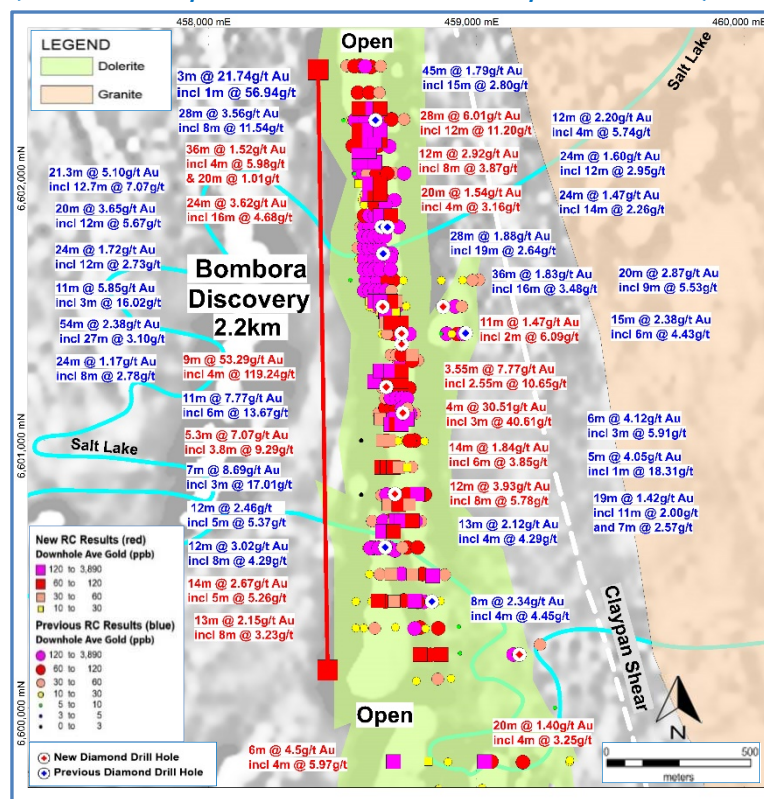 458,000 mE
459,000 mE
460,000 mE
LEGEND
Dolerite
Granite
Open
Salt Lake
3m @ 21.74g/t Au
incl 1m @ 56.94g/t
45m @ 1.79g/t Au
incl 15m @ 2.80g/t
28m @ 3.56g/t Au
incl 8m @ 11.54g/t
28m @ 6.01g/t Au
incl 12m @ 11.20g/t
12m @ 2.20g/t Au
incl 4m @ 5.74g/t
36m @ 1.52g/t Au
incl 4m @ 5.98g/t
& 20m @ 1.01g/t
12m @ 2.92g/t Au
incl 8m @ 3.87g/t
24m @ 1.60g/t Au
incl 12m @ 2.95g/t
6,602,000 mN
21.3m @ 5.10g/t Au
incl 12.7m @ 7.07g/t
24m @ 3.62g/t Au
incl 16m @ 4.68g/t
20m @ 1.54g/t Au
incl 4m @ 3.16g/t
24m @ 1.47g/t Au
incl 14m @ 2.26g/t
20m @ 3.65g/t Au
incl 12m @ 5.67g/t
28m @ 1.88g/t Au
incl 19m @ 2.64g/t
24m @ 1.72g/t Au
incl 12m @ 2.73g/t
Bombora
Discovery
2.2km
36m @ 1.83g/t Au
incl 16m @ 3.48g/t
20m @ 2.87g/t Au
incl 9m @ 5.53g/t
11m @ 5.85g/t Au
incl 3m @ 16.02g/t
54m @ 2.38g/t Au
incl 27m @ 3.10g/t
11m @ 1.47g/t Au
incl 2m @ 6.09g/t
15m @ 2.38g/t Au
incl 6m @ 4.43g/t
24m @ 1.17g/t Au
incl 8m @ 2.78g/t
9m @ 53.29g/t Au
incl 4m @ 119.24g/t
3.55m @ 7.77g/t Au
incl 2.55m @ 10.65g/t
11m @ 7.77g/t Au
incl 6m @ 13.67g/t
4m @ 30.51g/t Au
incl 3m @ 40.61g/t
6m @ 4.12g/t Au
incl 3m @ 5.91g/t
6,601,000 mN
Salt Lake
5.3m @ 7.07g/t Au
incl 3.8m @ 9.29g/t
14m @ 1.84g/t Au
incl 6m @ 3.85g/t
5m @ 4.05g/t Au
incl 1m @ 18.31g/t
7m @ 8.69g/t Au
incl 3m @ 17.01g/t
12m @ 3.93g/t Au
incl 8m @ 5.78g/t
19m @ 1.42g/t Au
incl 11m @ 2.00g/t
and 7m @ 2.57g/t
12m @ 2.46g/t
incl 5m @ 5.37g/t
13m @ 2.12g/t Au
incl 4m @ 4.29g/t
12m @ 3.02g/t Au
incl 8m @ 4.29g/t
14m @ 2.67g/t Au
incl 5m @ 5.26g/t
8m @ 2.34g/t Au
incl 4m @ 4.45g/t
13m @ 2.15g/t Au
incl 8m @ 3.23g/t
Claypan Shear
New RC Results (red)
Downhole Ave Gold (ppb)
120 to 3,890
60 to 120
30 to 60
10 to 30
Previous RC Results (blue)
Downhole Ave Gold (ppb)
120 to 3,890
60 to 120
30 to 60
10 to 30
5 to 10
3 to 5
0 to 3
6,600,000 mN
Open
N
20m @ 1.40g/t Au
incl 4m @ 3.25g/t
6m @ 4.5g/t Au
incl 4m @ 5.97g/t
New Diamond Drill Hole
Previous Diamond Drill Hole
0
500
meters